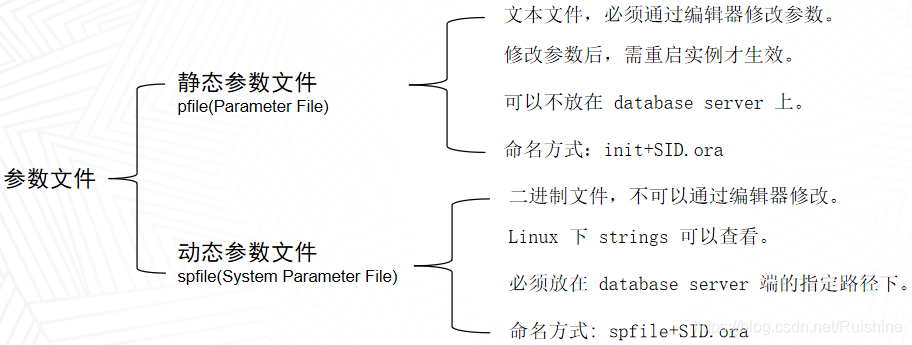 参数文件
静态参数文件
pfile(Parameter File)
文本文件，必须通过编辑器修改参数。
修改参数后，需重启实例才生效。
可以不放在 database server 上。
命名方式：init+SID.ora
动态参数文件
spfile(System Parameter File)
二进制文件，不可以通过编辑器修改。
Linux 下 strings 可以查看。
必须放在 database server 端的指定路径下。
命名方式: spfile+SID.ora
https://blog.csdn.net/Ruishine